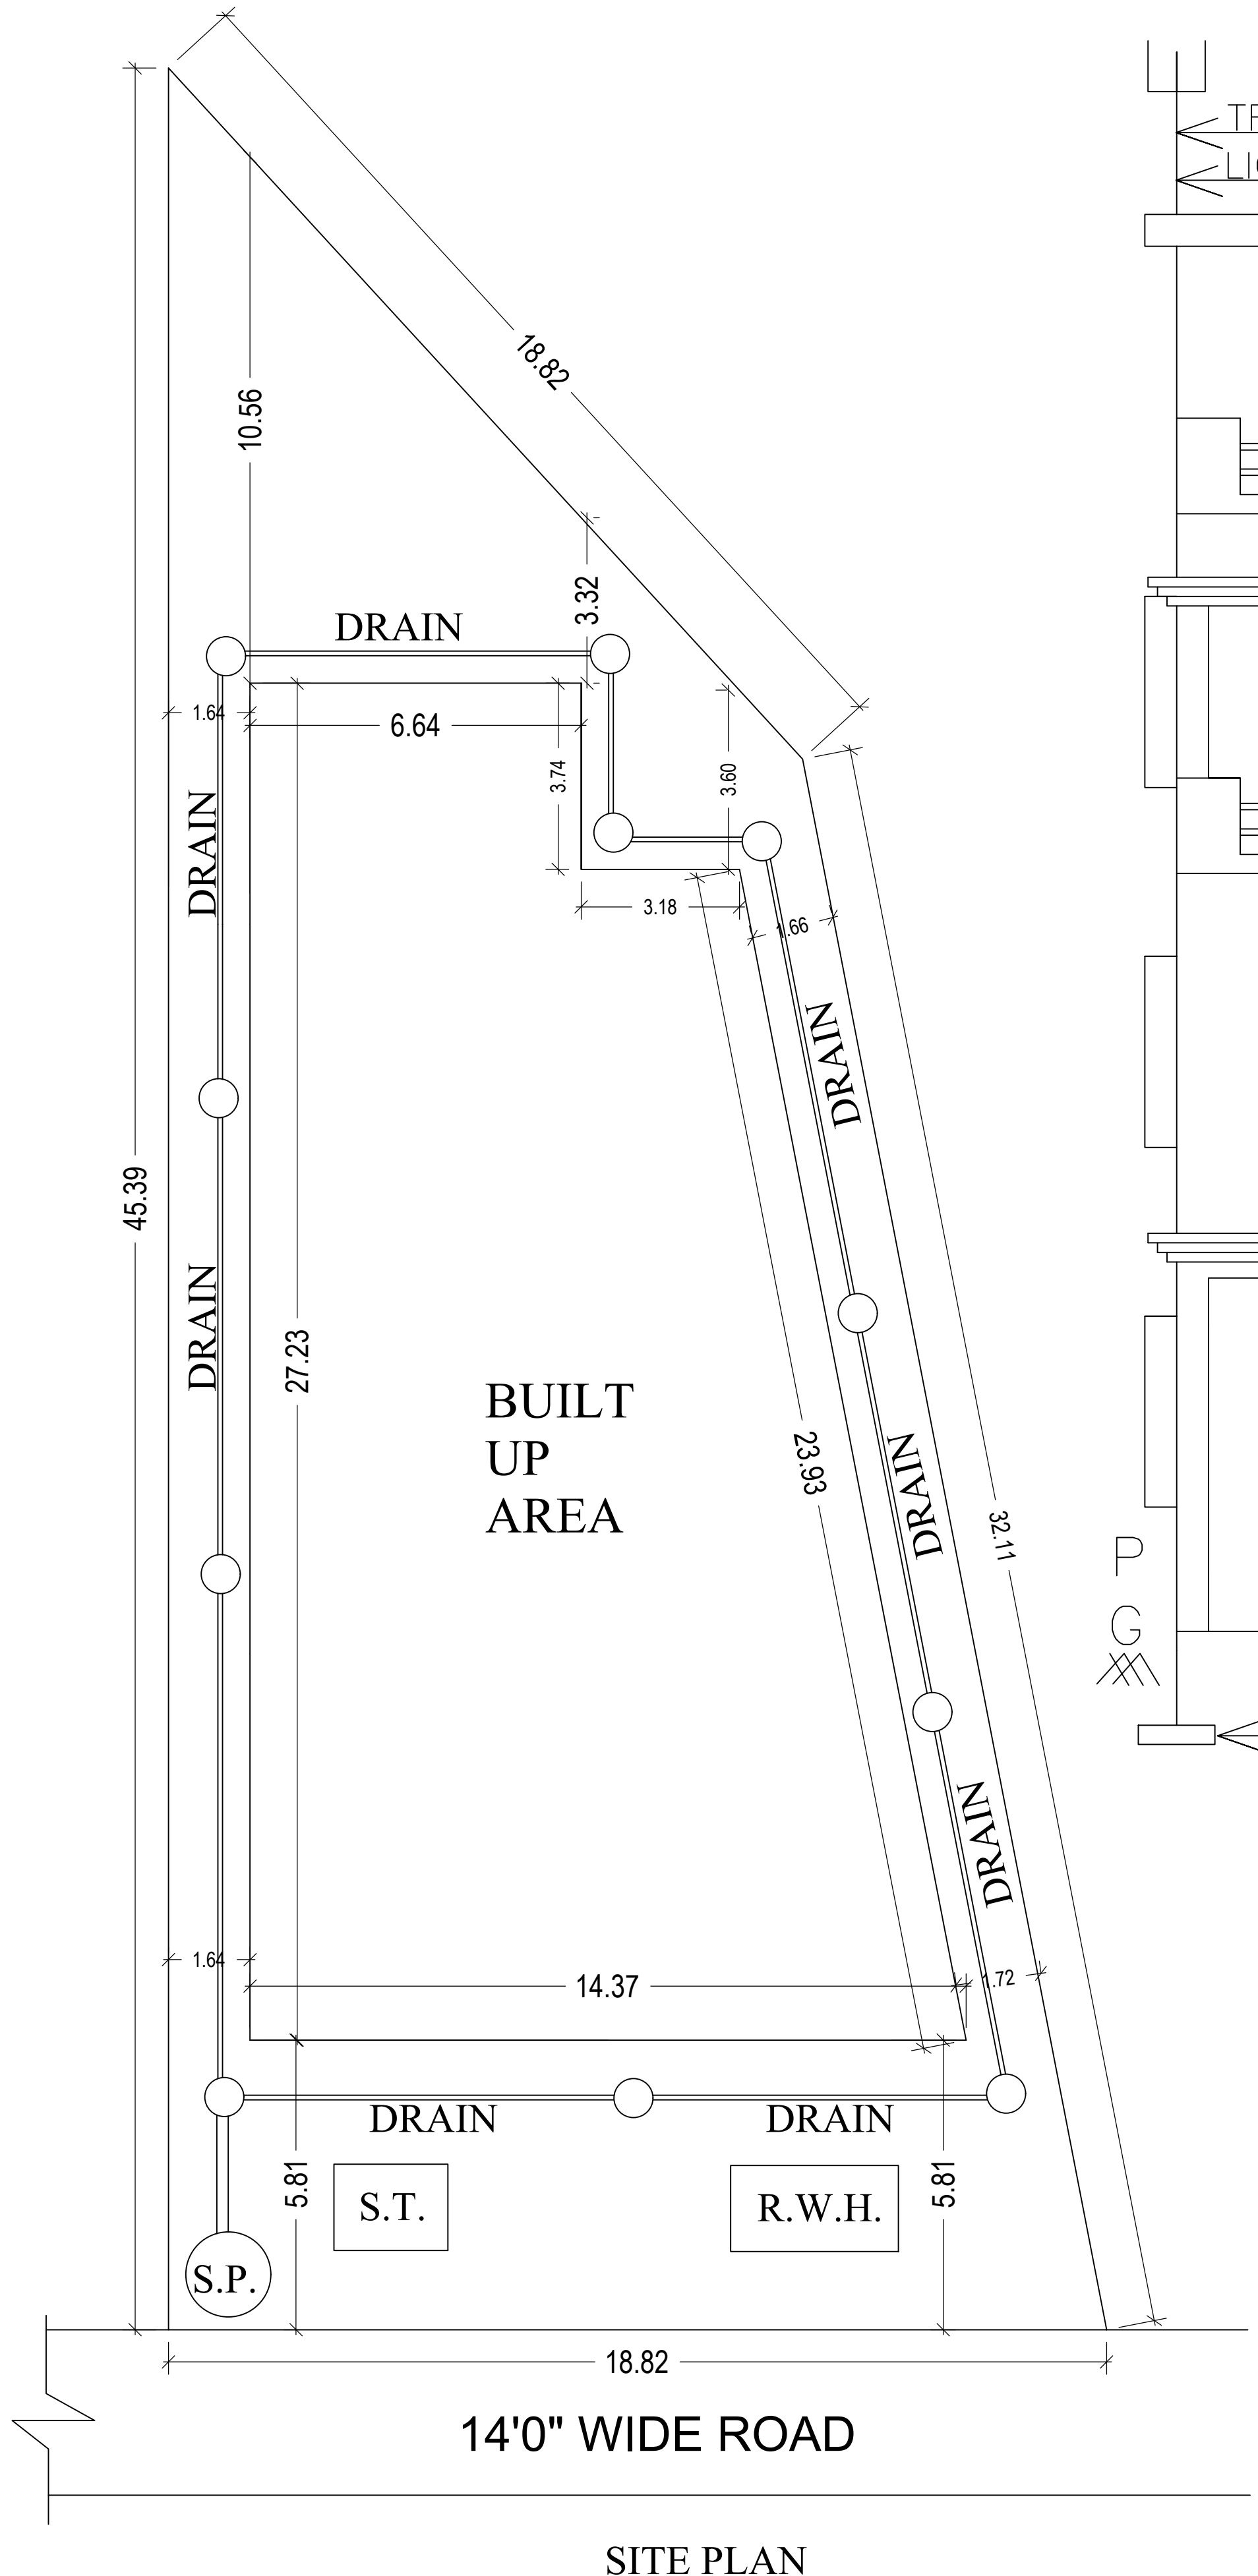 18.82
10.56
3.32
DRAIN
1.64
6.64
3.74
3.60
DRAIN
3.18
1.66
DRAIN
45.39
DRAIN
27.23
BUILT
UP
AREA
23.93
DRAIN
32.11
P
G
DRAIN
1.64
14.37
1.72
DRAIN
DRAIN
5.81
S.T.
R.W.H.
5.81
S.P.
18.82
14'0" WIDE ROAD
SITE PLAN